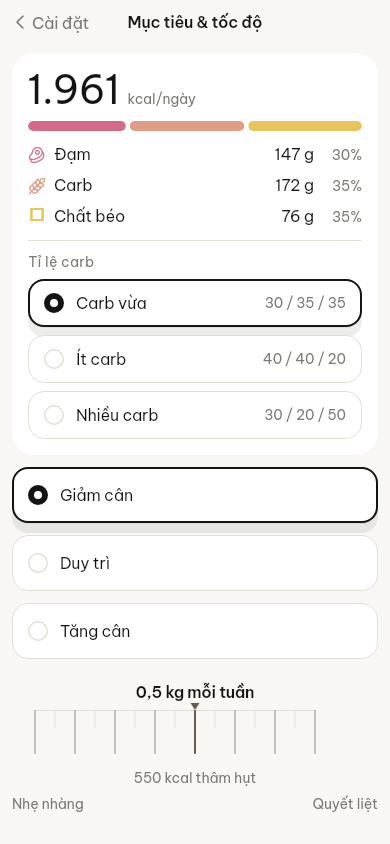 Cài đặt
Mục tiêu & tốc độ
1.961 kcal/ngày
Đạm 147 g 30%
Carb 172 g 35%
Chất béo 76 g 35%
Tỉ lệ carb
Carb vừa 30 / 35 / 35
Ít carb 40 / 40 / 20
Nhiều carb 30 / 20 / 50
Giảm cân
Duy trì
Tăng cân
0,5 kg mỗi tuần
550 kcal thâm hụt
Nhẹ nhàng Quyết liệt